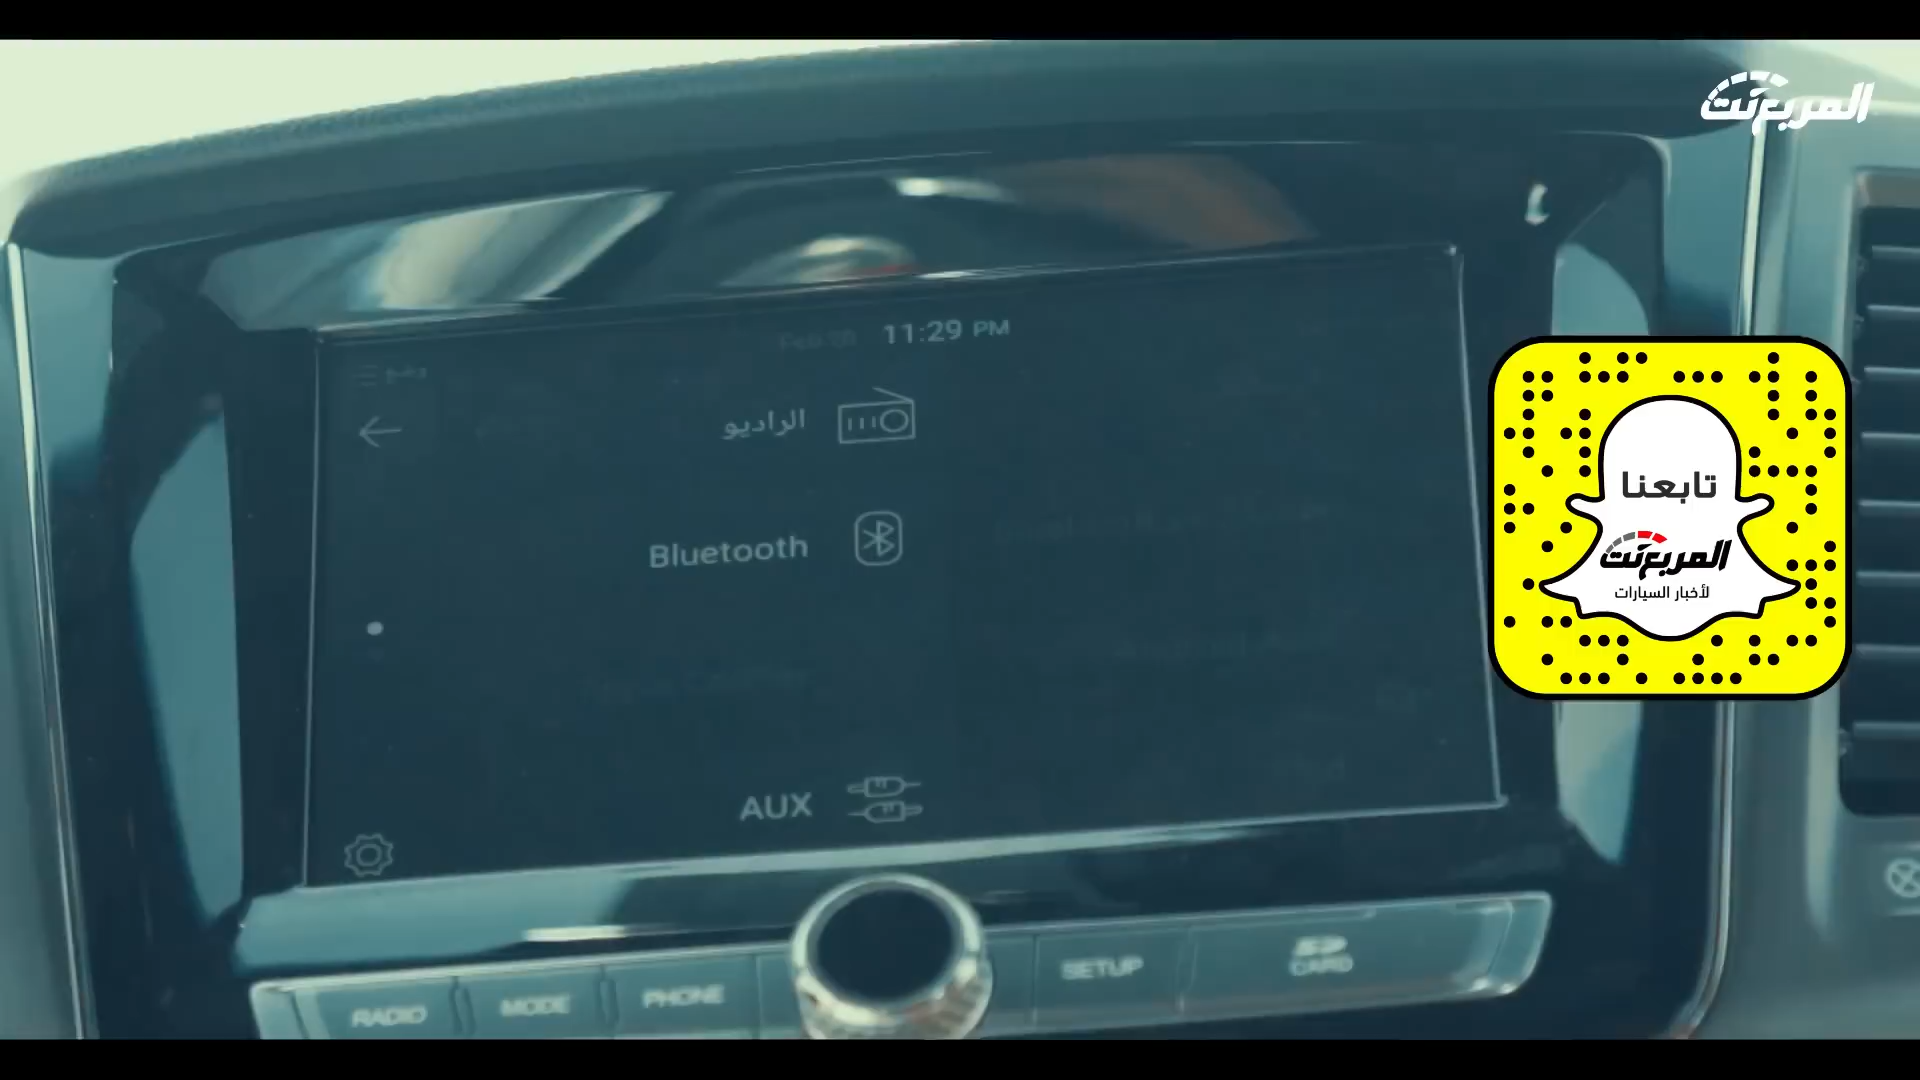 المربع نت
11:29 PM
الراديو
Bluetooth
AUX
RADIO
MODE
PHONE
SETUP
SD
CARD
تابعنا
المربع نت
لأخبار السيارات